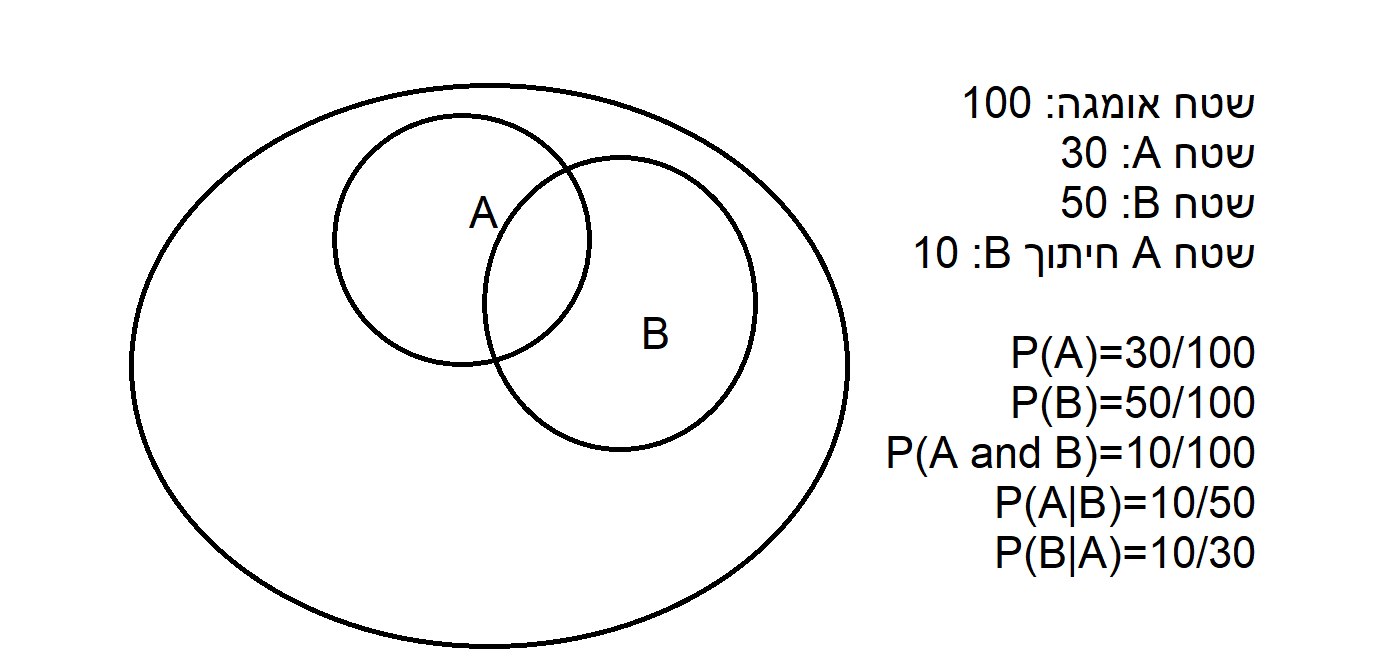 A
B
שטח אומגה: 100
שטח A: 30
שטח B: 50
שטח A חיתוך B: 10
P(A)=30/100
P(B)=50/100
P(A and B)=10/100
P(A|B)=10/50
P(B|A)=10/30